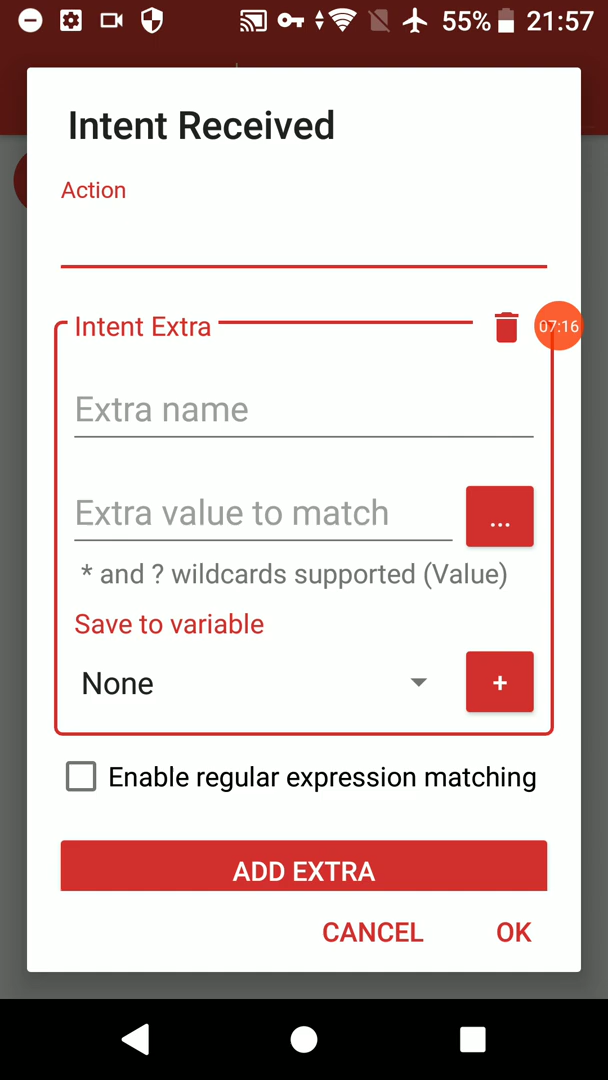 55% 21:57
Intent Received
Action
Intent Extra
07:16
Extra name
Extra value to match
...
* and ? wildcards supported (Value)
Save to variable
None
+
Enable regular expression matching
ADD EXTRA
CANCEL OK